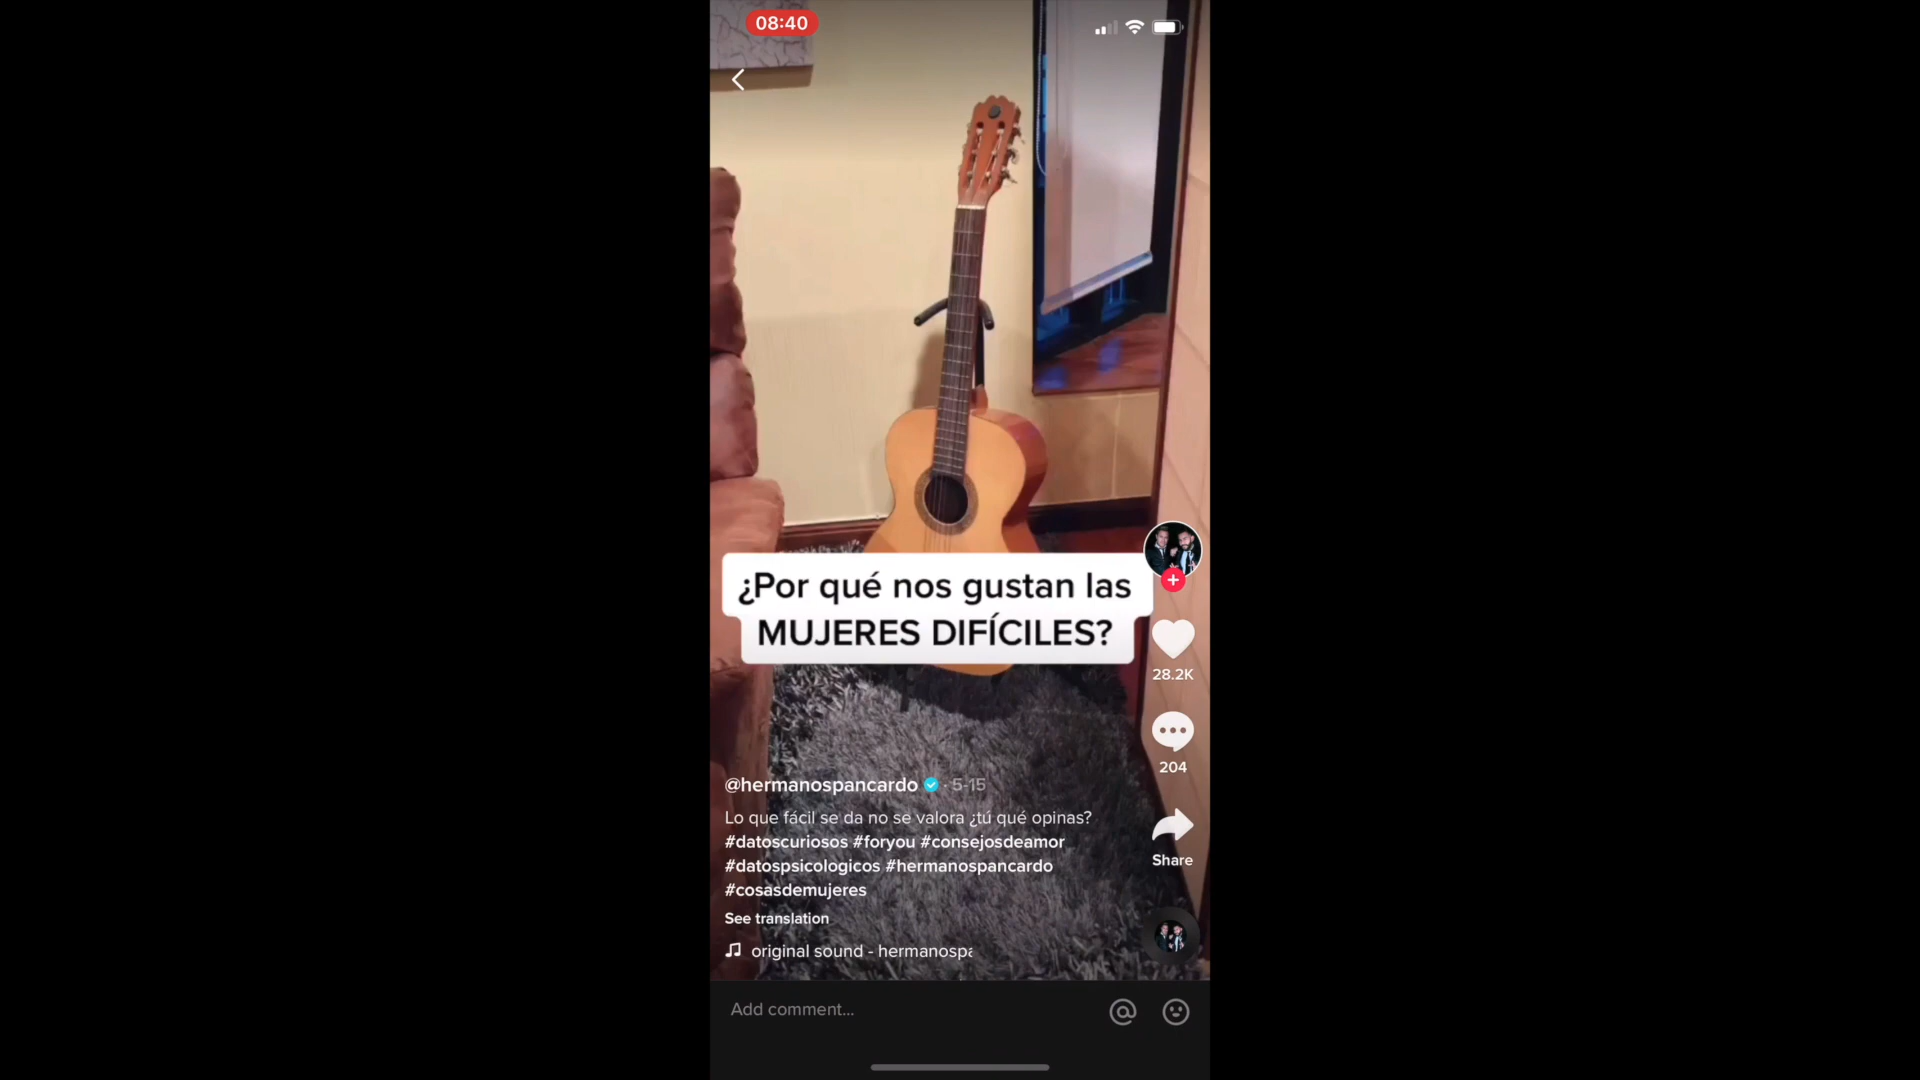 08:40
¿Por qué nos gustan las
MUJERES DIFÍCILES?
28.2K
204
@hermanospancardo · 5-15
Lo que fácil se da no se valora ¿tú qué opinas?
#datoscuriosos #foryou #consejosdeamor
#datospsicologicos #hermanospancardo
#cosasdemujeres
Share
See translation
original sound - hermanospa
Add comment...